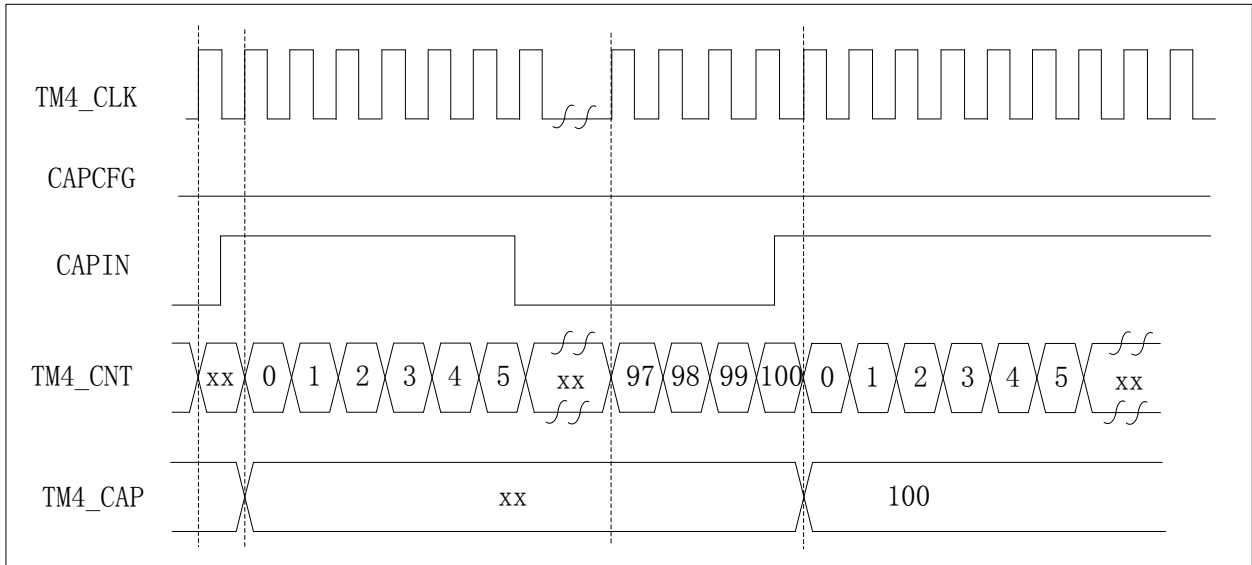 TM4_CLK
CAPCFG
CAPIN
TM4_CNT xx 0 1 2 3 4 5 xx 97 98 99 100 0 1 2 3 4 5 xx
TM4_CAP xx 100